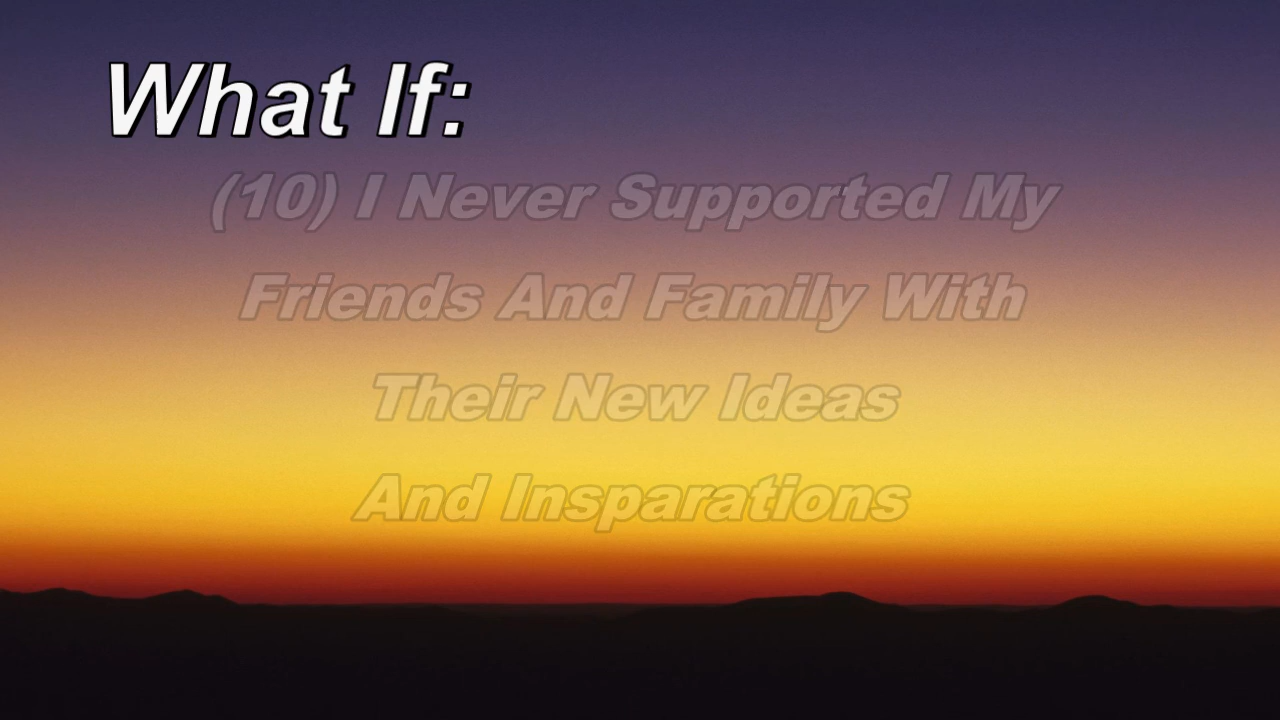 What If:
(10) I Never Supported My
Friends And Family With
Their New Ideas
And Insparations